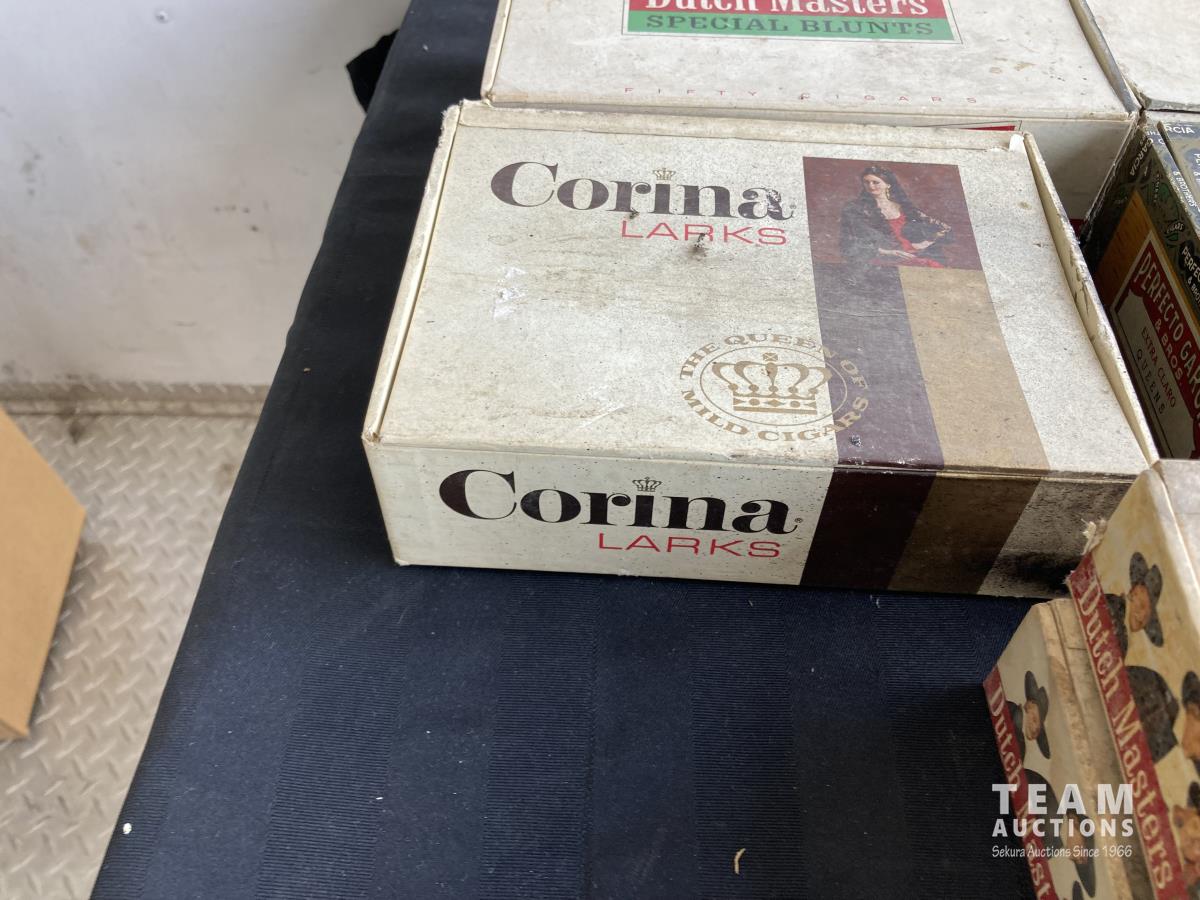 Dutch Masters
SPECIAL BLUNTS
FIFTY CIGARS
Corina
LARKS
THE QUEEN OF
MILD CIGARS
Corina®
LARKS
PERFECTO GARCIA
& BROS.
EXTRA CLARO
QUEENS
Dutch Masters
Dutch Masters
TEAM
AUCTIONS
Sekura Auctions Since 1966